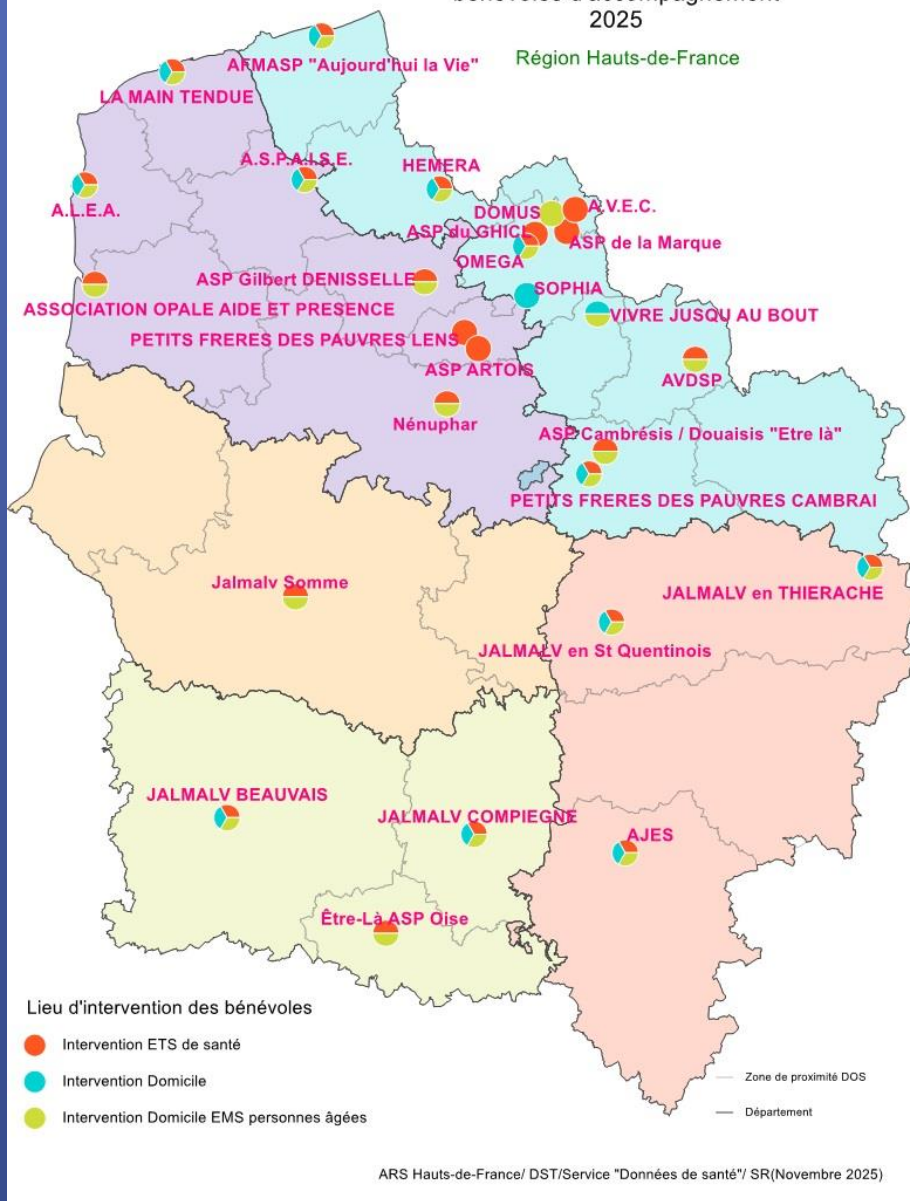 bénévoles d'accompagnement
2025
Région Hauts-de-France
AFMASP "Aujourd'hui la Vie"
LA MAIN TENDUE
A.S.P.A.I.S.E.
HEMERA
A.L.E.A.
DOMUS
A.V.E.C.
ASP du GHICL
ASP de la Marque
OMEGA
ASP Gilbert DENISSELLE
SOPHIA
ASSOCIATION OPALE AIDE ET PRESENCE
VIVRE JUSQU AU BOUT
PETITS FRERES DES PAUVRES LENS
ASP ARTOIS
AVDSP
Nénuphar
ASP Cambrésis / Douaisis "Etre là"
PETITS FRERES DES PAUVRES CAMBRAI
Jalmalv Somme
JALMALV en THIERACHE
JALMALV en St Quentinois
JALMALV BEAUVAIS
JALMALV COMPIEGNE
AJES
Être-Là ASP Oise
Lieu d'intervention des bénévoles
Intervention ETS de santé
Intervention Domicile
Intervention Domicile EMS personnes âgées
Zone de proximité DOS
Département
ARS Hauts-de-France/ DST/Service "Données de santé"/ SR(Novembre 2025)